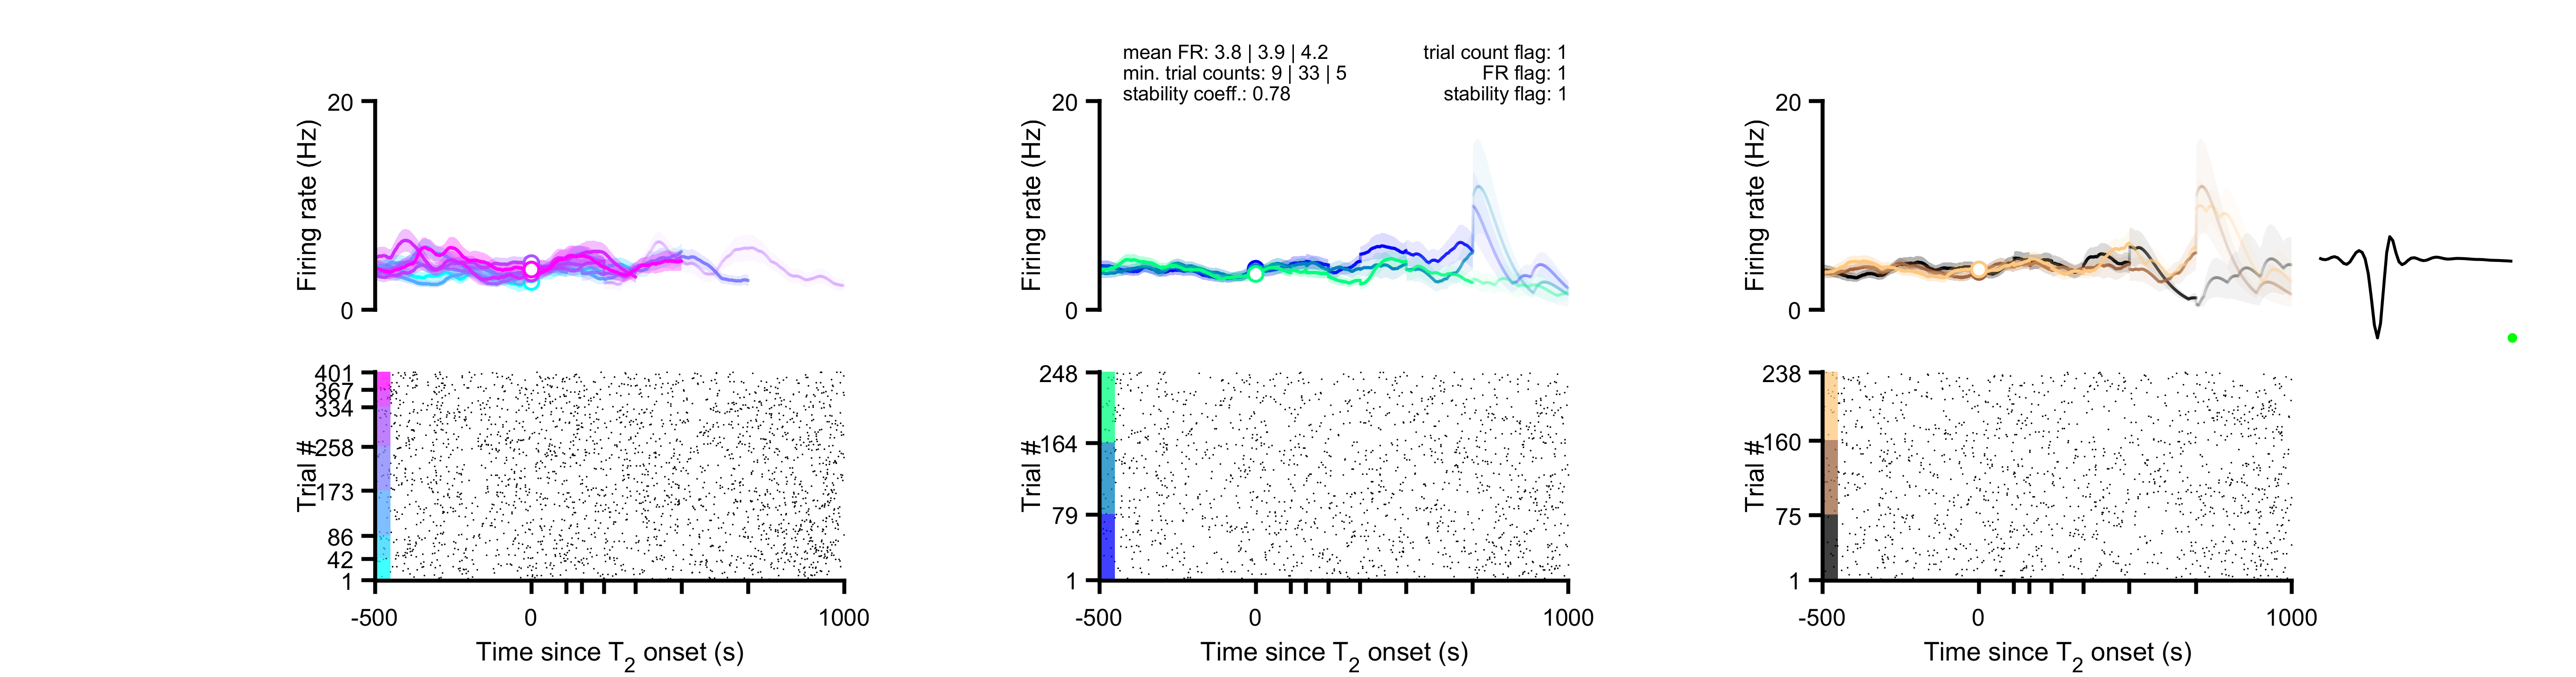 mean FR: 3.8 | 3.9 | 4.2
min. trial counts: 9 | 33 | 5
stability coeff.: 0.78
trial count flag: 1
FR flag: 1
stability flag: 1
Firing rate (Hz)
20
0
Firing rate (Hz)
20
0
Firing rate (Hz)
20
0
Trial #
401
367
334
258
173
86
42
1
-500
0
1000
Time since T2 onset (s)
Trial #
248
164
79
1
-500
0
1000
Time since T2 onset (s)
Trial #
238
160
75
1
-500
0
1000
Time since T2 onset (s)